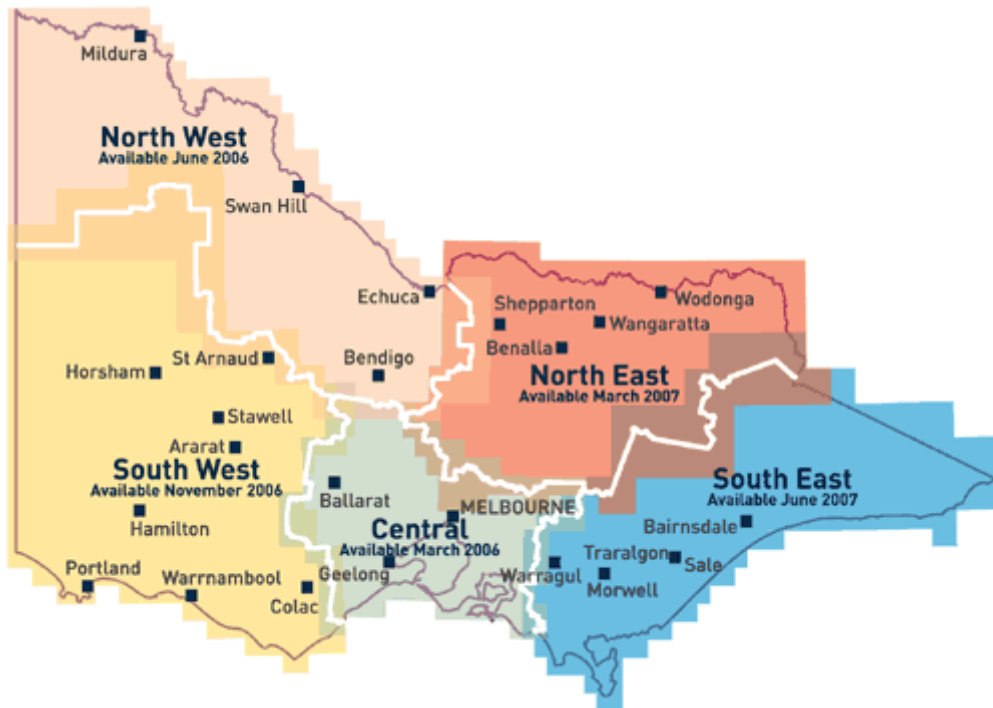 Mildura
North West
Available June 2006
Swan Hill
Echuca
Shepparton
Wodonga
Wangaratta
Benalla
St Arnaud
Bendigo
Horsham
North East
Available March 2007
Stawell
Ararat
South West
Available November 2006
Ballarat
South East
Available June 2007
MELBOURNE
Hamilton
Central
Available March 2006
Bairnsdale
Portland
Warrnambool
Geelong
Colac
Warragul
Traralgon
Sale
Morwell